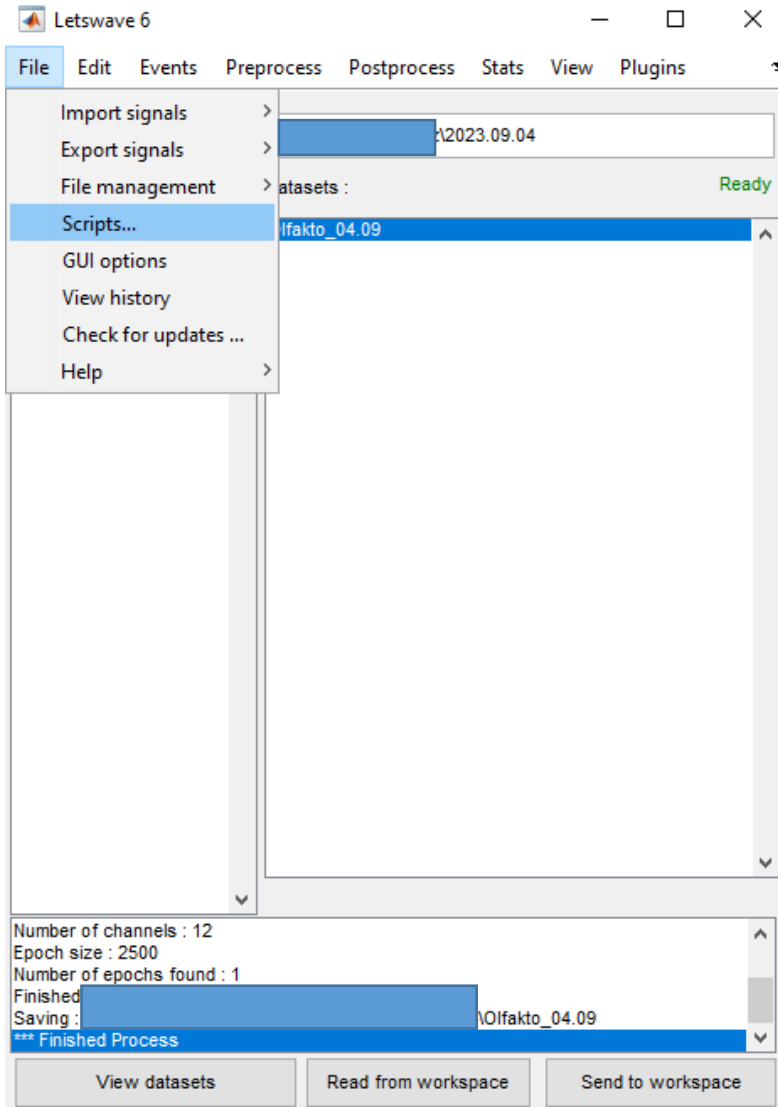 Letswave 6
File Edit Events Preprocess Postprocess Stats View Plugins
Import signals
Export signals
File management
Scripts...
GUI options
View history
Check for updates ...
Help
\2023.09.04
atasets :
Ready
lfakto_04.09
Number of channels : 12
Epoch size : 2500
Number of epochs found : 1
Finished
Saving : \Olfakto_04.09
*** Finished Process
View datasets Read from workspace Send to workspace